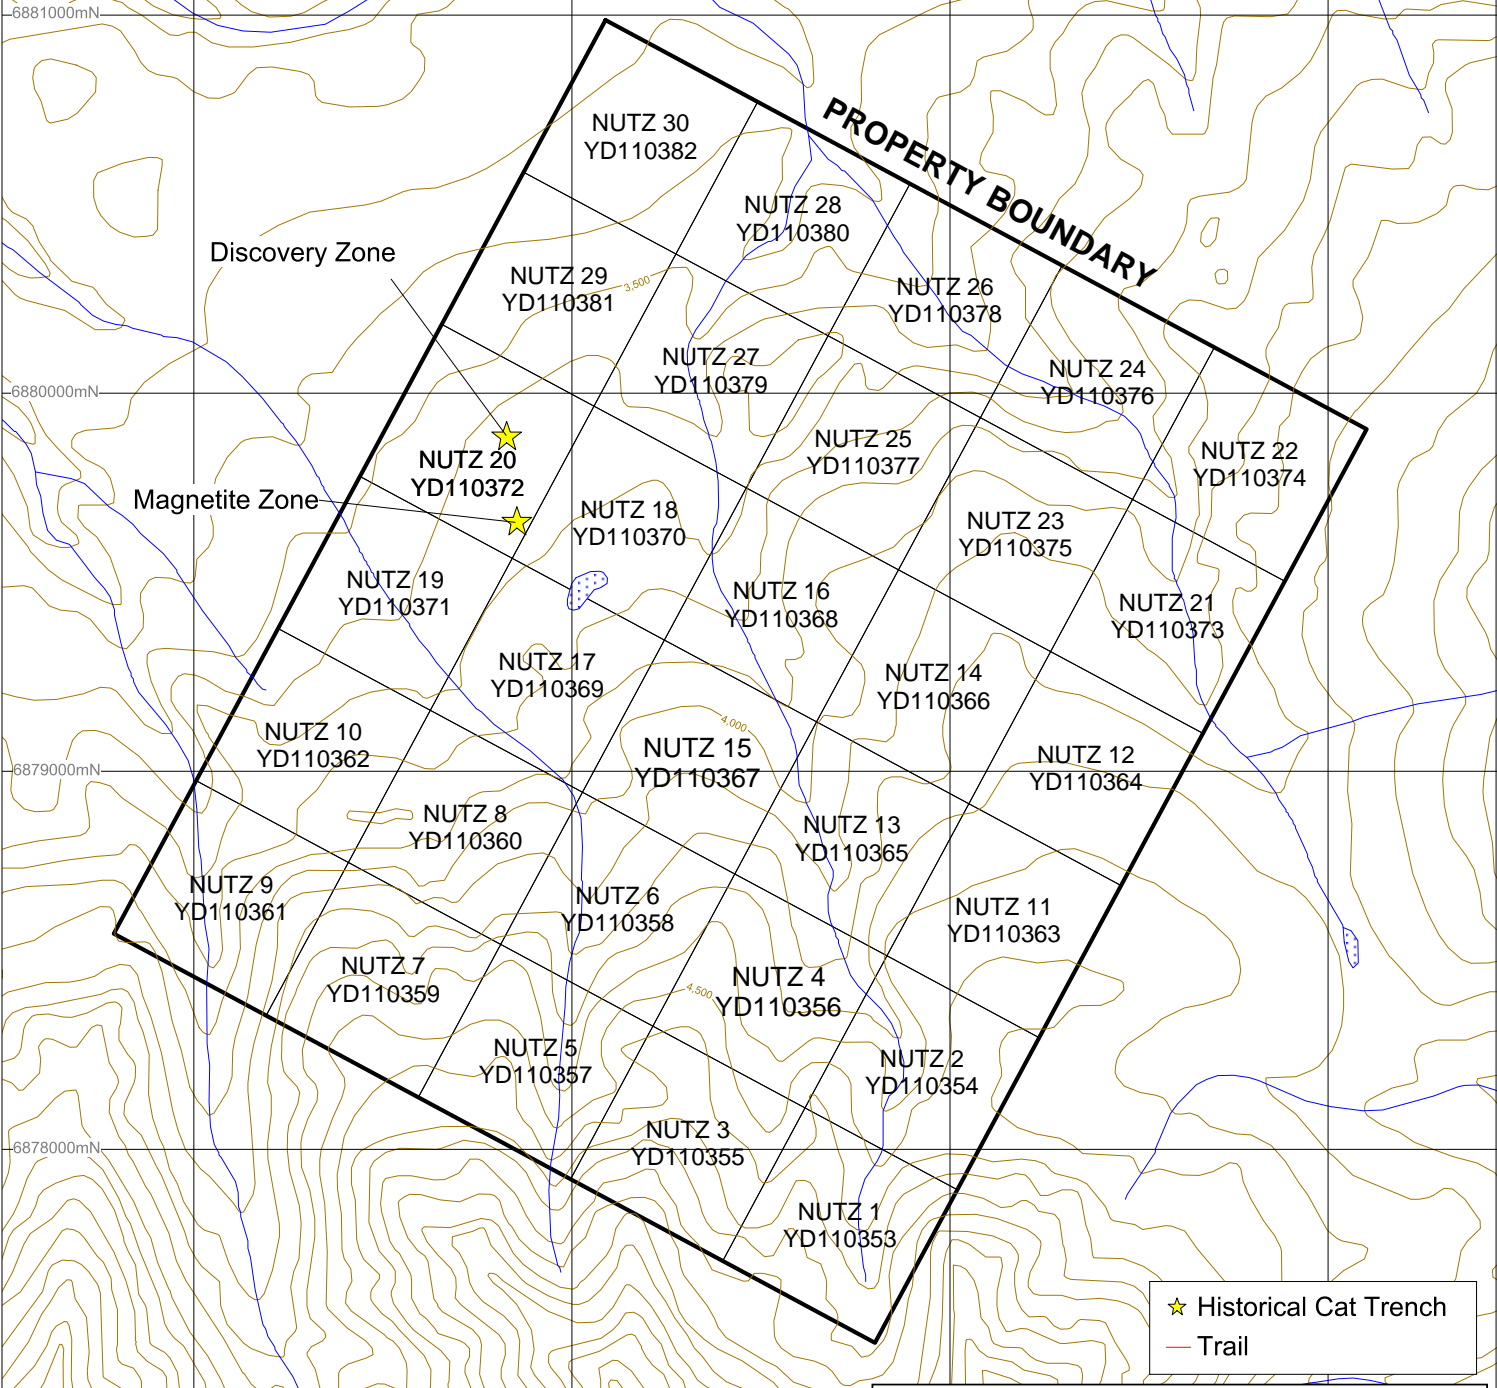 6881000mN
PROPERTY BOUNDARY
NUTZ 30
YD110382
NUTZ 28
YD110380
Discovery Zone
NUTZ 29
YD110381
3,500
NUTZ 26
YD110378
NUTZ 27
YD110379
NUTZ 24
YD110376
6880000mN
NUTZ 25
YD110377
NUTZ 22
YD110374
NUTZ 20
YD110372
Magnetite Zone
NUTZ 18
YD110370
NUTZ 23
YD110375
NUTZ 19
YD110371
NUTZ 16
YD110368
NUTZ 21
YD110373
NUTZ 17
YD110369
NUTZ 14
YD110366
4,000
NUTZ 10
YD110362
NUTZ 15
YD110367
NUTZ 12
YD110364
6879000mN
NUTZ 8
YD110360
NUTZ 13
YD110365
NUTZ 9
YD110361
NUTZ 6
YD110358
NUTZ 11
YD110363
NUTZ 7
YD110359
NUTZ 4
YD110356
4,500
NUTZ 5
YD110357
NUTZ 2
YD110354
6878000mN
NUTZ 3
YD110355
NUTZ 1
YD110353
Historical Cat Trench
Trail